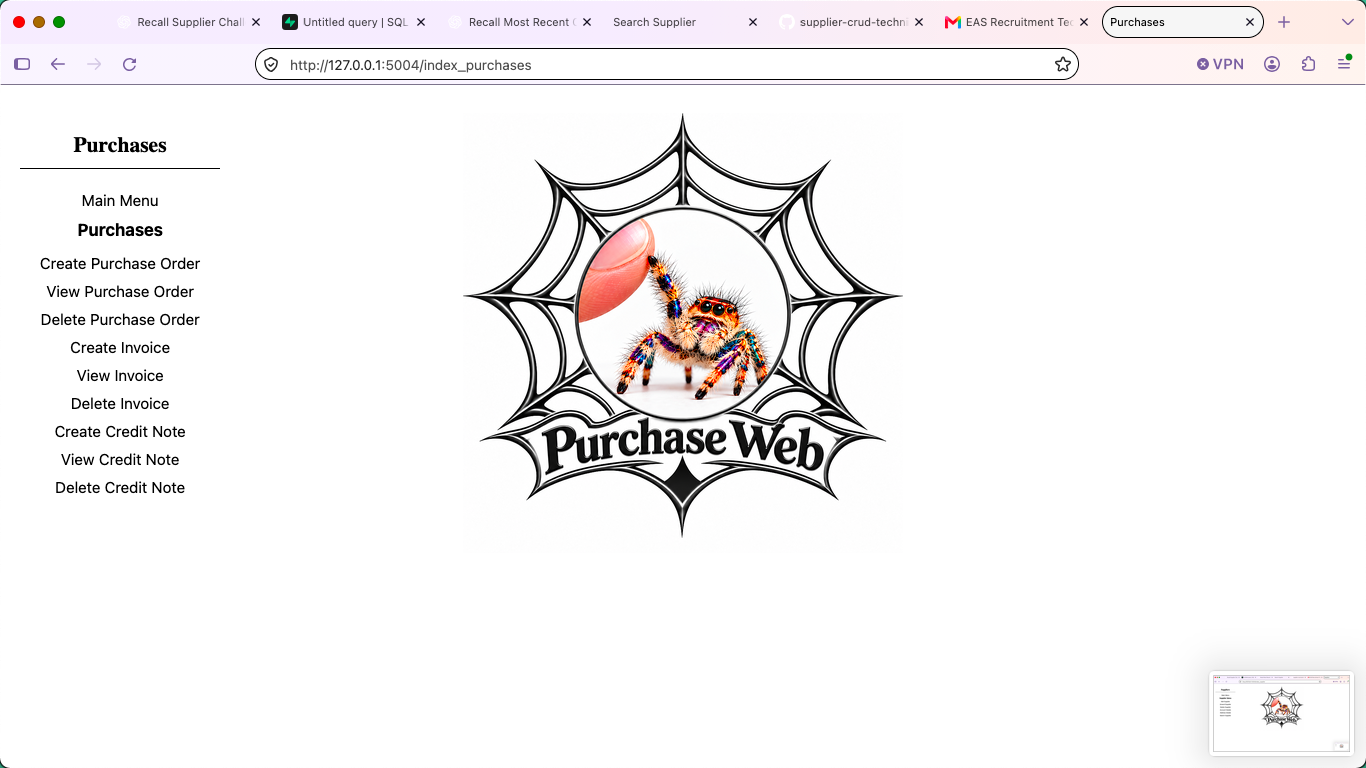 Recall Supplier Chall
Untitled query | SQL
Recall Most Recent
Search Supplier
supplier-crud-techni
EAS Recruitment Tec
Purchases
http://127.0.0.1:5004/index_purchases
VPN
Purchases
Main Menu
Purchases
Create Purchase Order
View Purchase Order
Delete Purchase Order
Create Invoice
View Invoice
Delete Invoice
Create Credit Note
View Credit Note
Delete Credit Note
Purchase Web